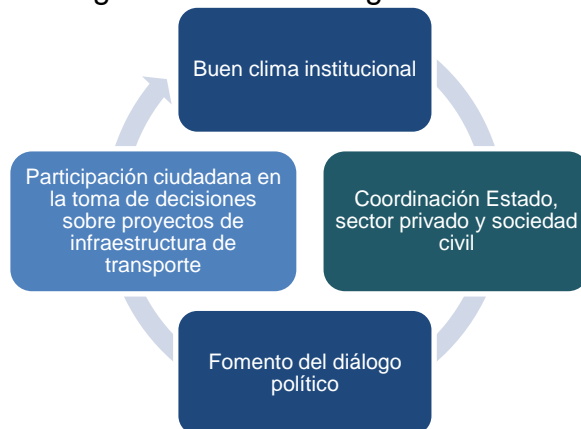 Buen clima institucional
Participación ciudadana en
la toma de decisiones
sobre proyectos de
infraestructura de
transporte
Coordinación Estado,
sector privado y sociedad
civil
Fomento del diálogo
político